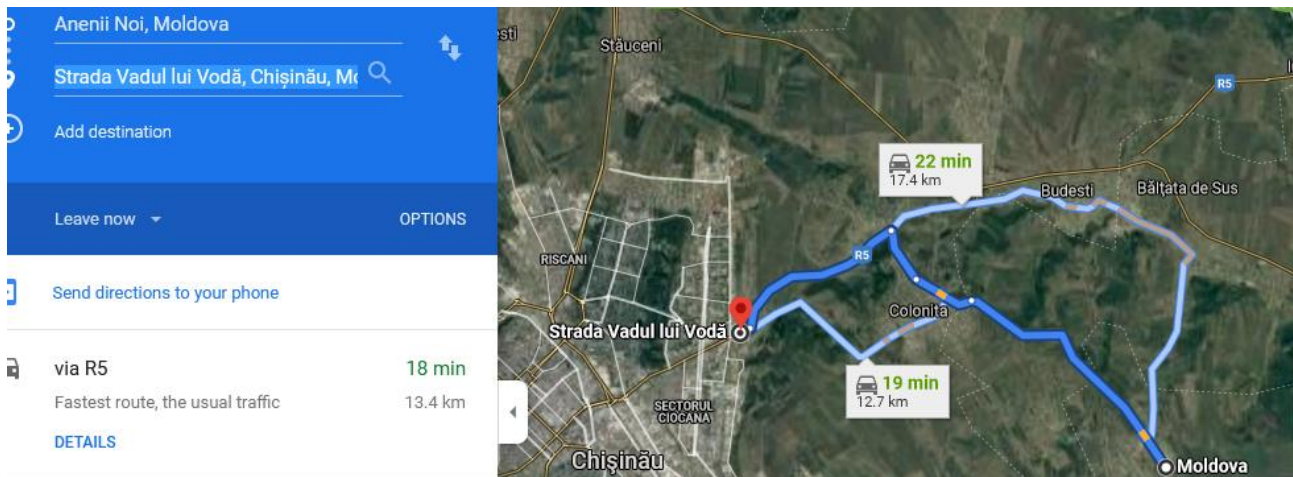 Anenii Noi, Moldova
Strada Vadul lui Vodă, Chișinău, Mo
Add destination
Leave now
OPTIONS
Send directions to your phone
via R5
18 min
Fastest route, the usual traffic
13.4 km
DETAILS
esti
Stăuceni
R5
22 min
17.4 km
Budesti
Bălțata de Sus
RISCANI
R5
Colonita
Strada Vadul lui Vodă
19 min
12.7 km
SECTORUL
CIOCANA
Chișinău
Moldova